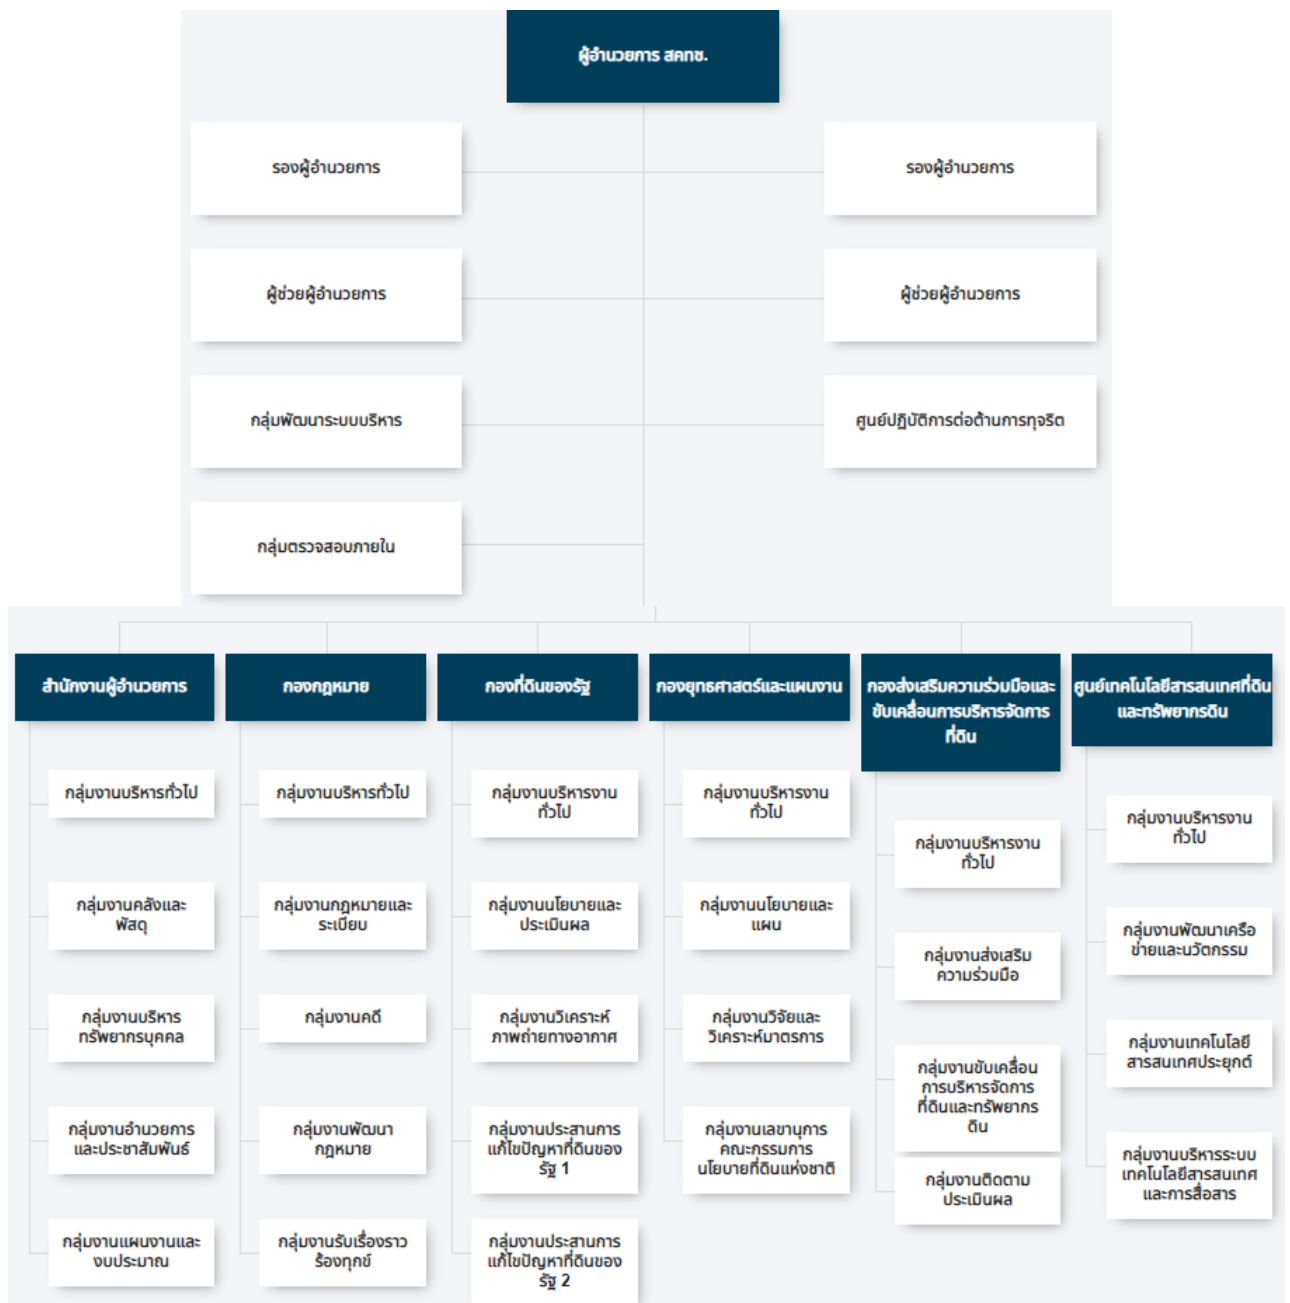 ผู้อำนวยการ สคทช.
รองผู้อำนวยการ
รองผู้อำนวยการ
ผู้ช่วยผู้อำนวยการ
ผู้ช่วยผู้อำนวยการ
กลุ่มพัฒนาระบบบริหาร
ศูนย์ปฏิบัติการต่อต้านการทุจริต
กลุ่มตรวจสอบภายใน
สำนักงานผู้อำนวยการ
กลุ่มงานบริหารทั่วไป
กลุ่มงานคลังและ
พัสดุ
กลุ่มงานบริหาร
ทรัพยากรบุคคล
กลุ่มงานอำนวยการ
และประชาสัมพันธ์
กลุ่มงานแผนงานและ
งบประมาณ
กองกฎหมาย
กลุ่มงานบริหารทั่วไป
กลุ่มงานกฎหมายและ
ระเบียบ
กลุ่มงานคดี
กลุ่มงานพัฒนา
กฎหมาย
กลุ่มงานรับเรื่องราว
ร้องทุกข์
กองที่ดินของรัฐ
กลุ่มงานบริหารงาน
ทั่วไป
กลุ่มงานนโยบายและ
ประเมินผล
กลุ่มงานวิเคราะห์
ภาพถ่ายทางอากาศ
กลุ่มงานประสานการ
แก้ไขปัญหาที่ดินของ
รัฐ 1
กลุ่มงานประสานการ
แก้ไขปัญหาที่ดินของ
รัฐ 2
กองยุทธศาสตร์และแผนงาน
กลุ่มงานบริหารงาน
ทั่วไป
กลุ่มงานนโยบายและ
แผน
กลุ่มงานวิจัยและ
วิเคราะห์มาตรการ
กลุ่มงานเลขานุการ
คณะกรรมการ
นโยบายที่ดินแห่งชาติ
กองส่งเสริมความร่วมมือและ
ขับเคลื่อนการบริหารจัดการ
ที่ดิน
กลุ่มงานบริหารงาน
ทั่วไป
กลุ่มงานส่งเสริม
ความร่วมมือ
กลุ่มงานขับเคลื่อน
การบริหารจัดการ
ที่ดินและทรัพยากร
ดิน
กลุ่มงานติดตาม
ประเมินผล
ศูนย์เทคโนโลยีสารสนเทศที่ดิน
และทรัพยากรดิน
กลุ่มงานบริหารงาน
ทั่วไป
กลุ่มงานพัฒนาเครือ
ข่ายและนวัตกรรม
กลุ่มงานเทคโนโลยี
สารสนเทศประยุกต์
กลุ่มงานบริหารระบบ
เทคโนโลยีสารสนเทศ
และการสื่อสาร